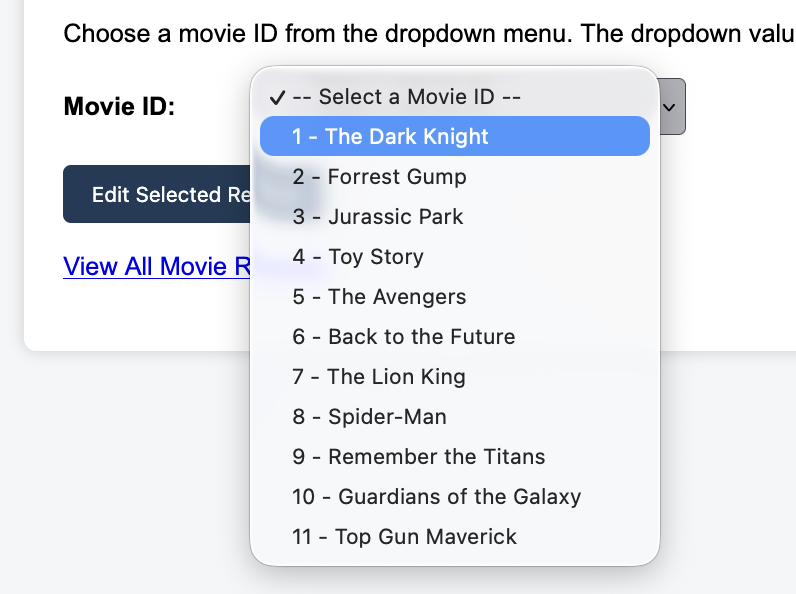 Choose a movie ID from the dropdown menu. The dropdown valu
Movie ID:
✓ -- Select a Movie ID --
1 - The Dark Knight
2 - Forrest Gump
3 - Jurassic Park
4 - Toy Story
5 - The Avengers
6 - Back to the Future
7 - The Lion King
8 - Spider-Man
9 - Remember the Titans
10 - Guardians of the Galaxy
11 - Top Gun Maverick
Edit Selected Re
View All Movie R